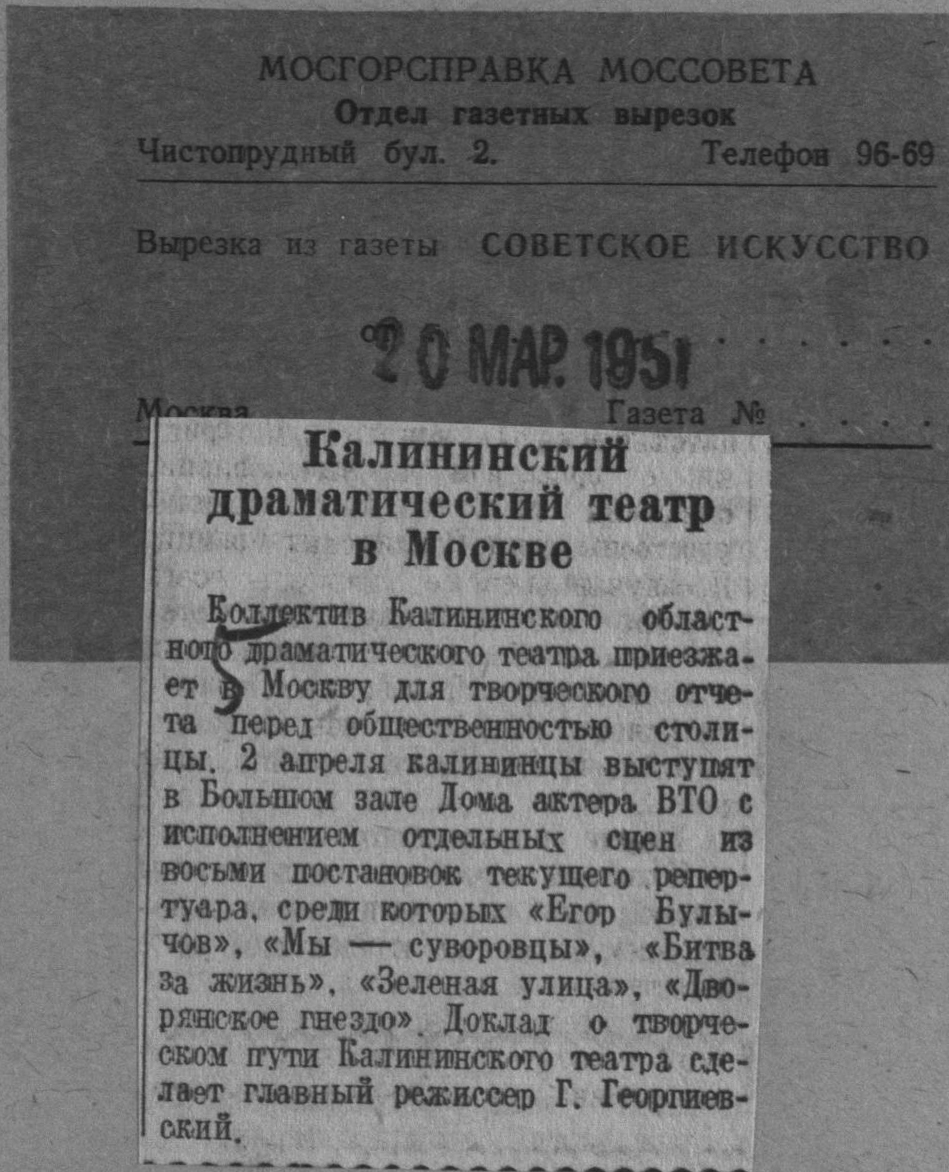 МОСГОРСПРАВКА МОССОВЕТА
Отдел газетных вырезок
Чистопрудный бул. 2. Телефон 96-69
Вырезка из газеты СОВЕТСКОЕ ИСКУССТВО
от 20 МАР. 1951 . . . . . .
Москва Газета № . . . .
Калининский
драматический театр
в Москве
Коллектив Калининского област-
ного драматического театра приезжа-
ет в Москву для творческого отче-
та перед общественностью столи-
цы. 2 апреля калининцы выступят
в Большом зале Дома актера ВТО с
исполнением отдельных сцен из
восьми постановок текущего репер-
туара, среди которых «Егор Булы-
чов», «Мы — суворовцы», «Битва
за жизнь», «Зеленая улица», «Дво-
рянское гнездо». Доклад о творче-
ском пути Калининского театра сде-
лает главный режиссер Г. Георгиев-
ский.